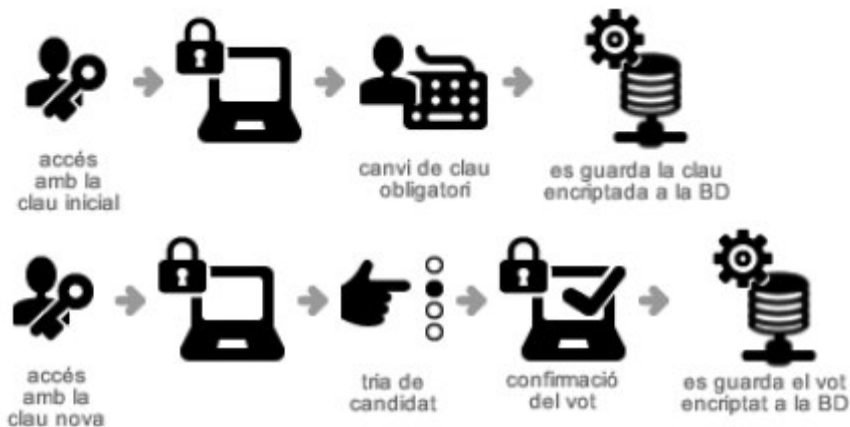 accés
amb la
clau inicial
canvi de clau
obligatori
es guarda la clau
encriptada a la BD
accés
amb la
clau nova
tria de
candidat
confirmació
del vot
es guarda el vot
encriptat a la BD